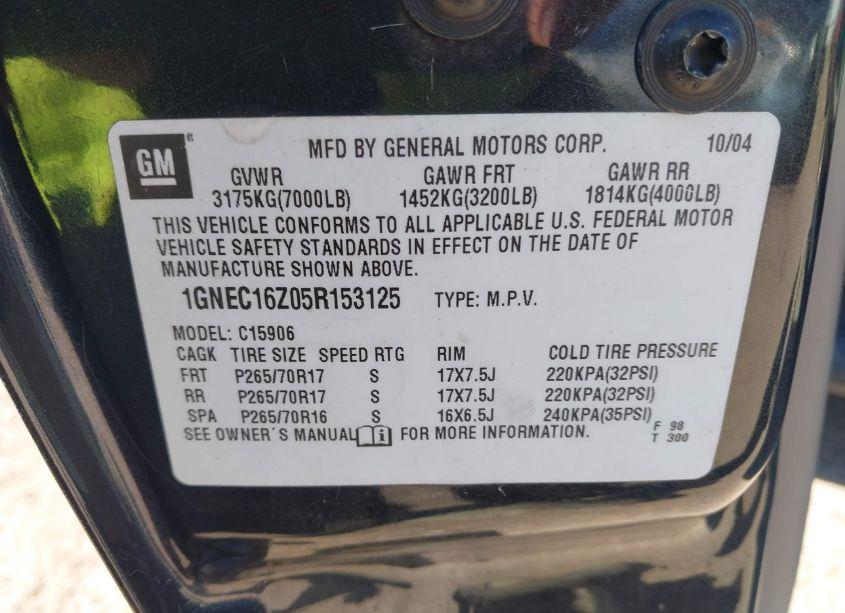 GM ® MFD BY GENERAL MOTORS CORP. 10/04
GVWR GAWR FRT GAWR RR
3175KG(7000LB) 1452KG(3200LB) 1814KG(4000LB)
THIS VEHICLE CONFORMS TO ALL APPLICABLE U.S. FEDERAL MOTOR
VEHICLE SAFETY STANDARDS IN EFFECT ON THE DATE OF
MANUFACTURE SHOWN ABOVE.
1GNEC16Z05R153125 TYPE: M.P.V.
MODEL: C15906
CAGK TIRE SIZE SPEED RTG RIM COLD TIRE PRESSURE
FRT P265/70R17 S 17X7.5J 220KPA(32PSI)
RR P265/70R17 S 17X7.5J 220KPA(32PSI)
SPA P265/70R16 S 16X6.5J 240KPA(35PSI)
SEE OWNER'S MANUAL i FOR MORE INFORMATION.
F 98
T 300